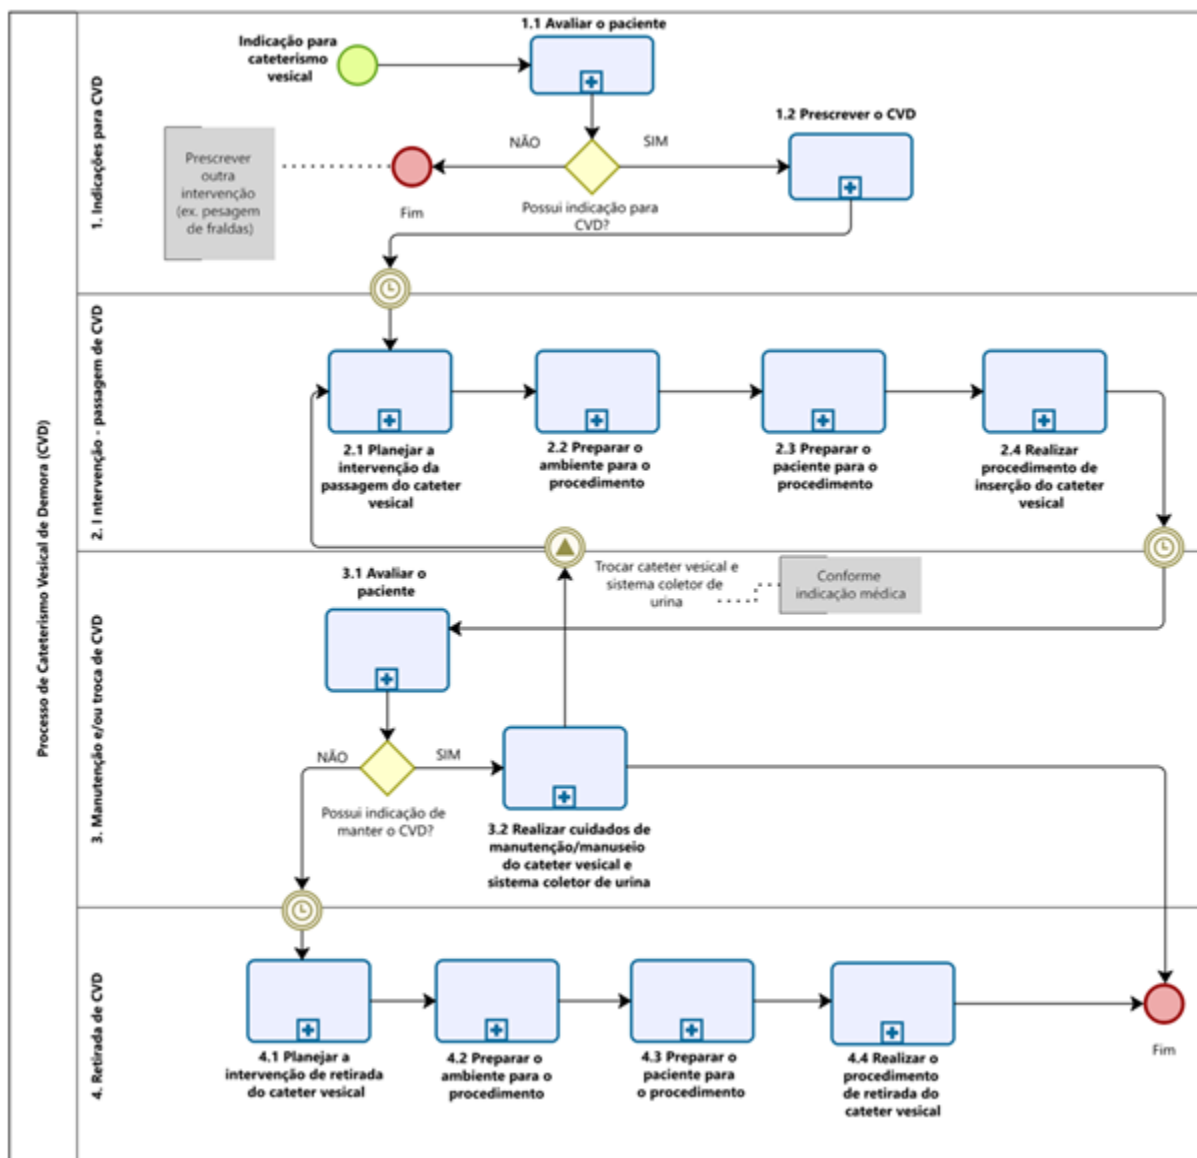 Processo de Cateterismo Vesical de Demora (CVD)
1. Indicações para CVD
Indicação para
cateterismo
vesical
1.1 Avaliar o paciente
1.2 Prescrever o CVD
NÃO
SIM
Possui indicação para
CVD?
Fim
Prescrever
outra
intervenção
(ex. pesagem
de fraldas)
2. I ntervenção - passagem de CVD
2.1 Planejar a
intervenção da
passagem do cateter
vesical
2.2 Preparar o
ambiente para o
procedimento
2.3 Preparar o
paciente para o
procedimento
2.4 Realizar
procedimento de
inserção do cateter
vesical
3. Manutenção e/ou troca de CVD
3.1 Avaliar o
paciente
Trocar cateter vesical e
sistema coletor de
urina
Conforme
indicação médica
NÃO
SIM
Possui indicação de
manter o CVD?
3.2 Realizar cuidados de
manutenção/manuseio
do cateter vesical e
sistema coletor de urina
4. Retirada de CVD
4.1 Planejar a
intervenção de retirada
do cateter vesical
4.2 Preparar o
ambiente para o
procedimento
4.3 Preparar o
paciente para
o procedimento
4.4 Realizar o
procedimento
de retirada do
cateter vesical
Fim